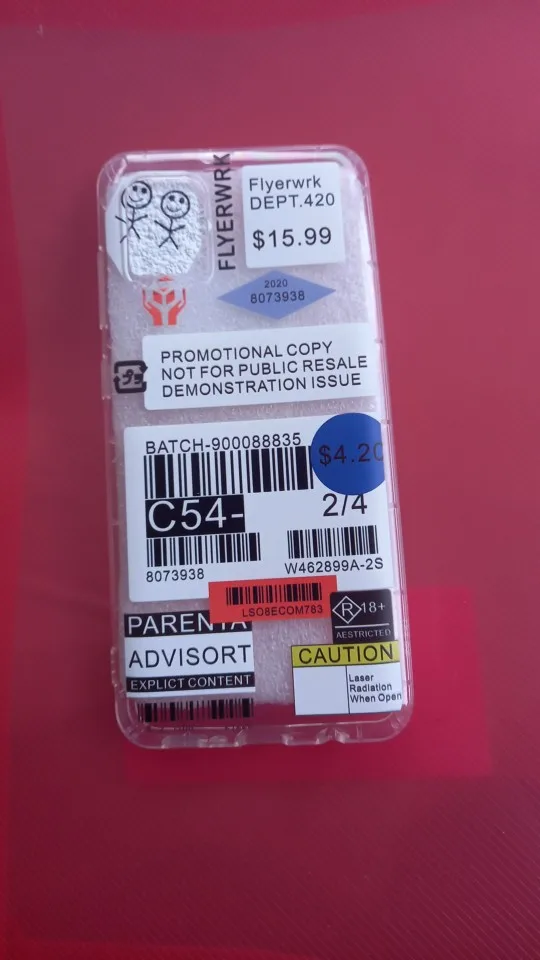 FLYERWRK
Flyerwrk
DEPT.420
$15.99
2020
8073938
PROMOTIONAL COPY
NOT FOR PUBLIC RESALE
DEMONSTRATION ISSUE
BATCH-900088835
$4.20
C54-
2/4
8073938
W462899A-2S
LSO8ECOM783
R 18+
AESTRICTED
PARENTA
ADVISORT
EXPLICT CONTENT
CAUTION
Laser
Radiation
When Open